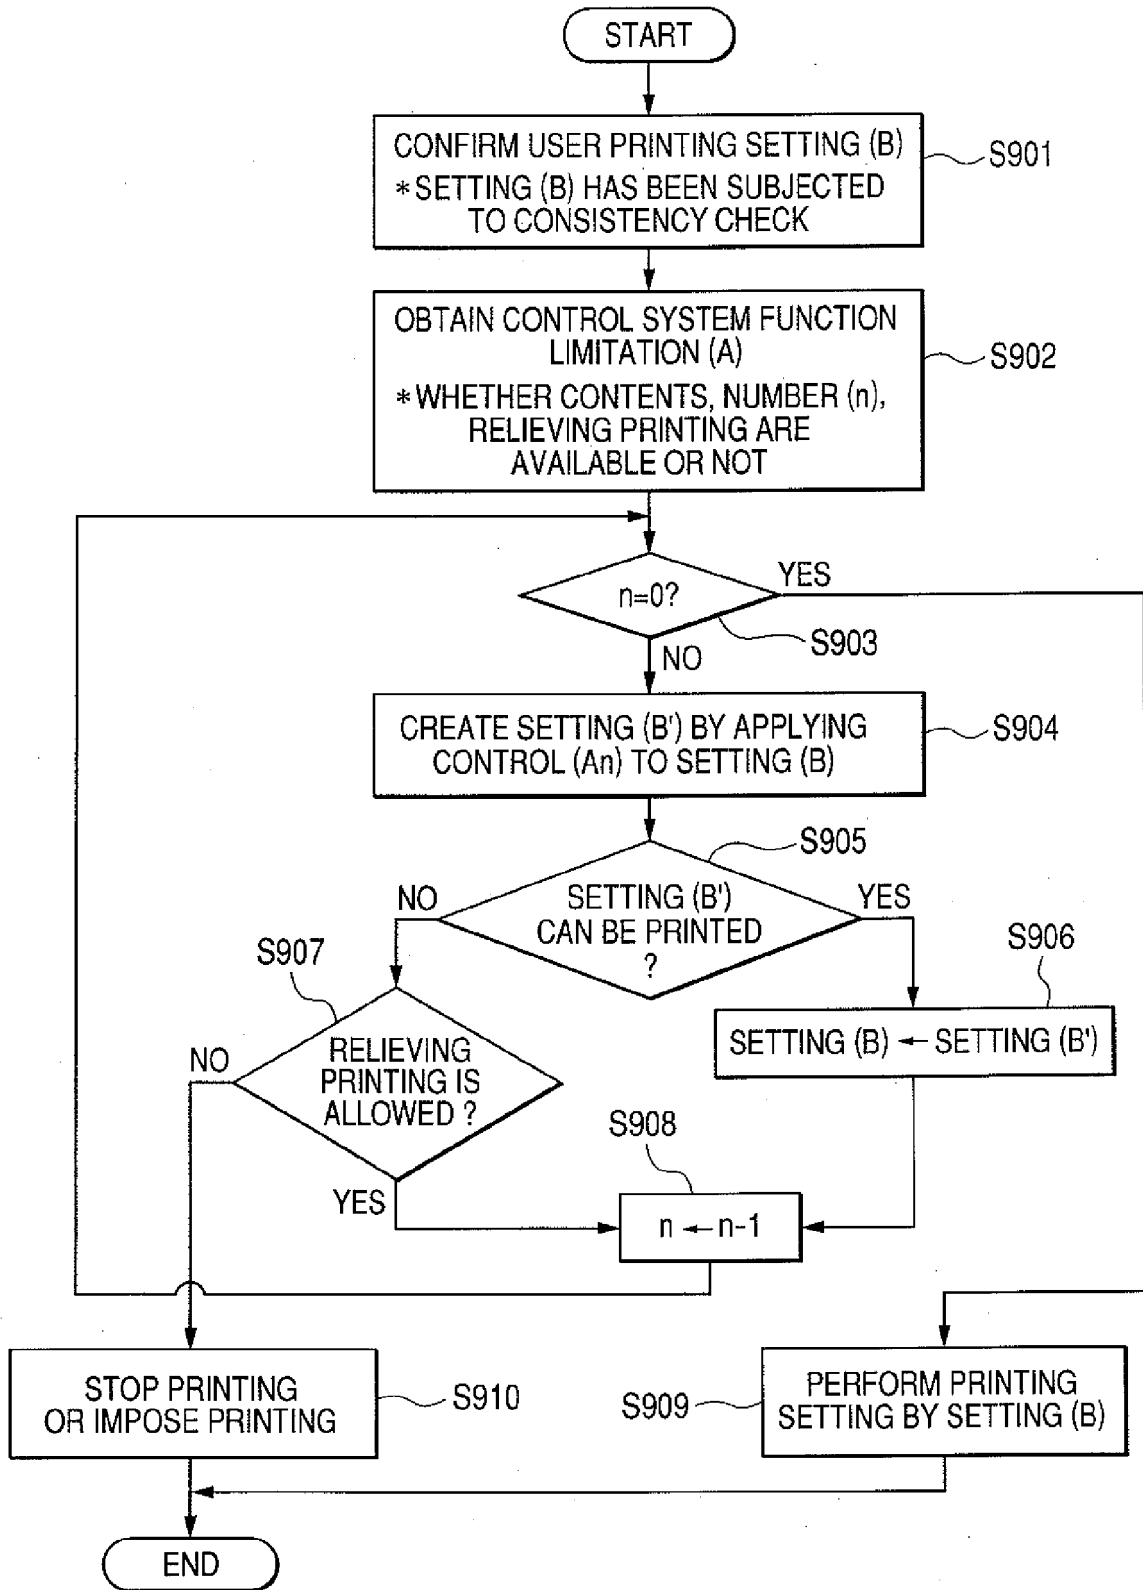 START
CONFIRM USER PRINTING SETTING (B)
*SETTING (B) HAS BEEN SUBJECTED
TO CONSISTENCY CHECK
S901
OBTAIN CONTROL SYSTEM FUNCTION
LIMITATION (A)
*WHETHER CONTENTS, NUMBER (n),
RELIEVING PRINTING ARE
AVAILABLE OR NOT
S902
n=0?
YES
S903
NO
CREATE SETTING (B') BY APPLYING
CONTROL (An) TO SETTING (B)
S904
S905
SETTING (B')
CAN BE PRINTED
?
NO
YES
S906
SETTING (B) ← SETTING (B')
S907
RELIEVING
PRINTING IS
ALLOWED ?
NO
YES
S908
n ← n-1
STOP PRINTING
OR IMPOSE PRINTING
S910
S909
PERFORM PRINTING
SETTING BY SETTING (B)
END